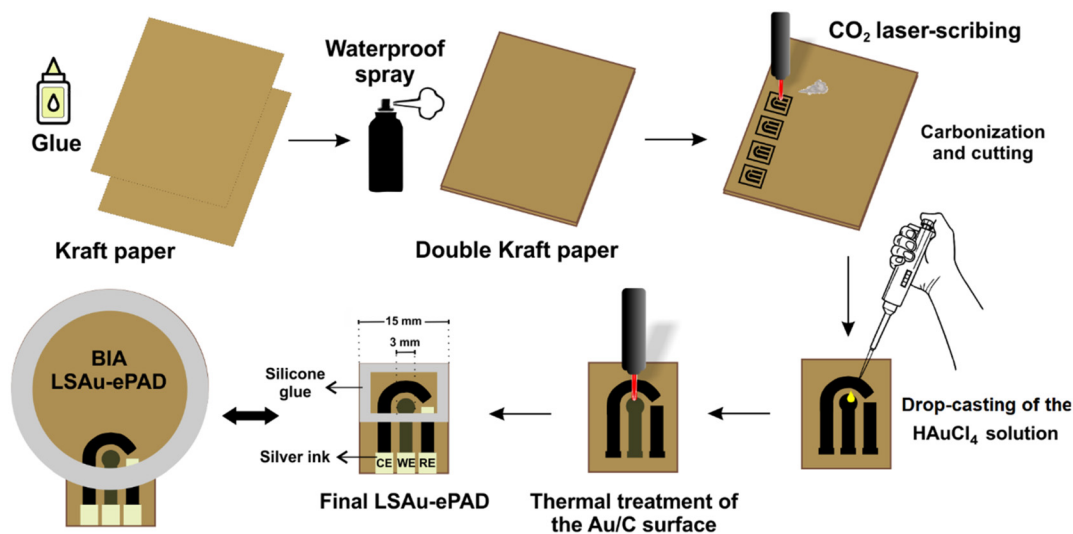 Glue
Kraft paper
Waterproof
spray
Double Kraft paper
CO₂ laser-scribing
Carbonization
and cutting
Drop-casting of the
HAuCl₄ solution
Thermal treatment of
the Au/C surface
15 mm
3 mm
Silicone
glue
Silver ink
CE WE RE
Final LSAu-ePAD
BIA
LSAu-ePAD